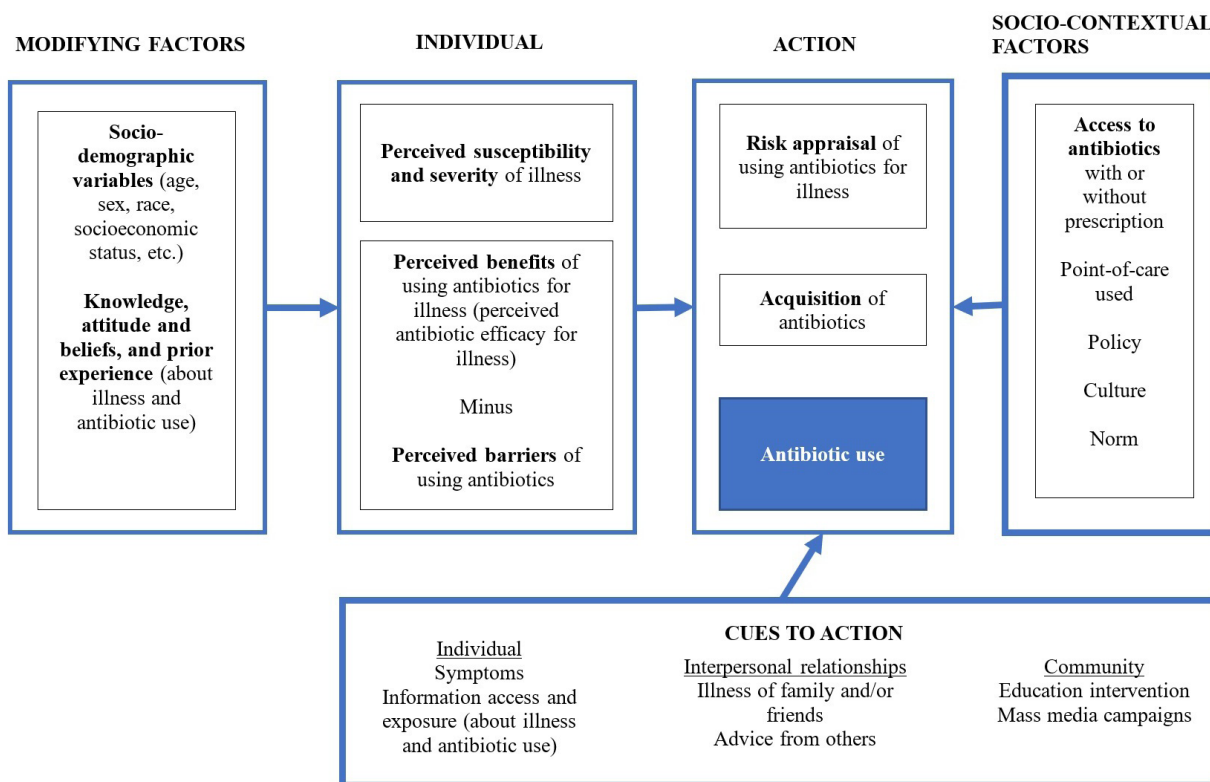 MODIFYING FACTORS
Socio-
demographic
variables (age,
sex, race,
socioeconomic
status, etc.)
Knowledge,
attitude and
beliefs, and prior
experience (about
illness and
antibiotic use)
INDIVIDUAL
Perceived susceptibility
and severity of illness
Perceived benefits of
using antibiotics for
illness (perceived
antibiotic efficacy for
illness)
Minus
Perceived barriers of
using antibiotics
ACTION
Risk appraisal of
using antibiotics for
illness
Acquisition of
antibiotics
Antibiotic use
SOCIO-CONTEXTUAL
FACTORS
Access to
antibiotics
with or
without
prescription
Point-of-care
used
Policy
Culture
Norm
CUES TO ACTION
Individual
Symptoms
Information access and
exposure (about illness
and antibiotic use)
Interpersonal relationships
Illness of family and/or
friends
Advice from others
Community
Education intervention
Mass media campaigns